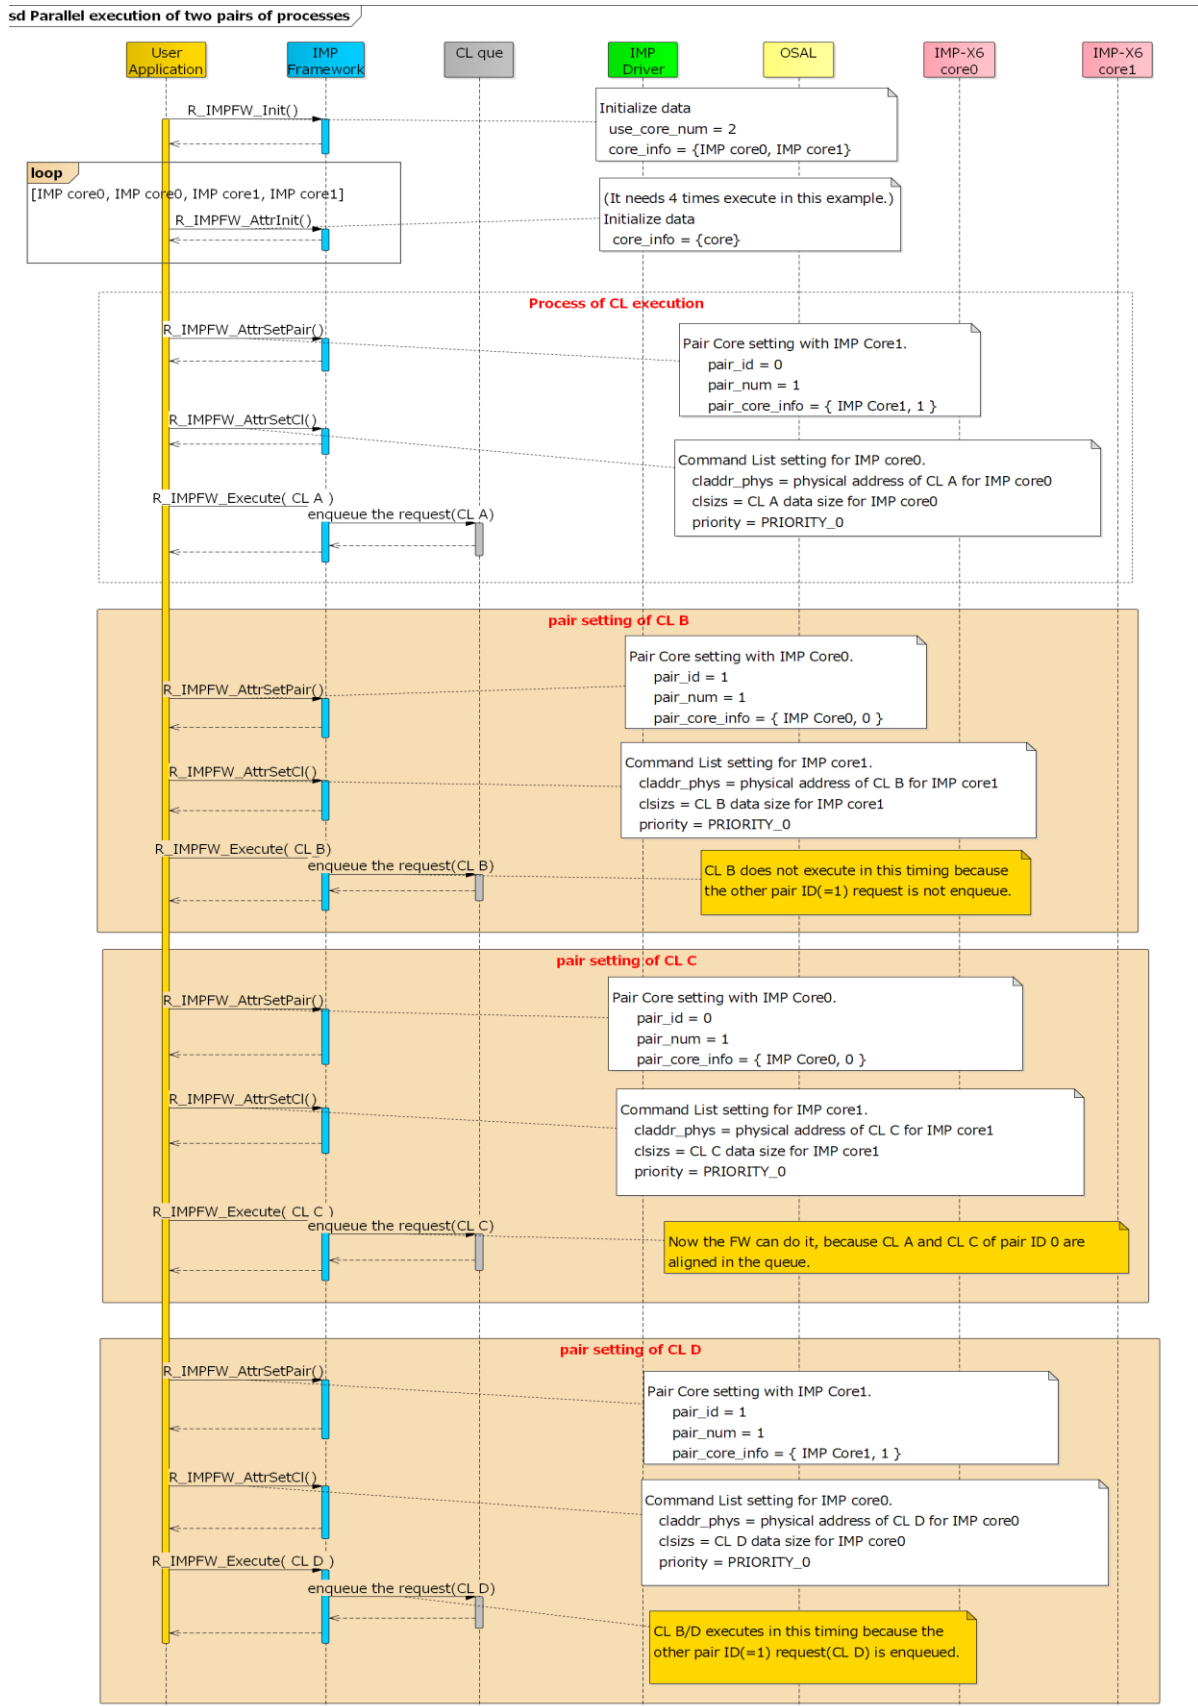 sd Parallel execution of two pairs of processes
User
Application
IMP
Framework
CL que
IMP
Driver
OSAL
IMP-X6
core0
IMP-X6
core1
R_IMPFW_Init()
Initialize data
use_core_num = 2
core_info = {IMP core0, IMP core1}
loop
[IMP core0, IMP core0, IMP core1, IMP core1]
R_IMPFW_AttrInit()
(It needs 4 times execute in this example.)
Initialize data
core_info = {core}
Process of CL execution
R_IMPFW_AttrSetPair()
Pair Core setting with IMP Core1.
pair_id = 0
pair_num = 1
pair_core_info = { IMP Core1, 1 }
R_IMPFW_AttrSetCl()
Command List setting for IMP core0.
claddr_phys = physical address of CL A for IMP core0
clsizs = CL A data size for IMP core0
priority = PRIORITY_0
R_IMPFW_Execute( CL A )
enqueue the request(CL A)
pair setting of CL B
Pair Core setting with IMP Core0.
pair_id = 1
pair_num = 1
pair_core_info = { IMP Core0, 0 }
R_IMPFW_AttrSetPair()
Command List setting for IMP core1.
claddr_phys = physical address of CL B for IMP core1
clsizs = CL B data size for IMP core1
priority = PRIORITY_0
R_IMPFW_AttrSetCl()
R_IMPFW_Execute( CL B)
enqueue the request(CL B)
CL B does not execute in this timing because
the other pair ID(=1) request is not enqueue.
pair setting of CL C
R_IMPFW_AttrSetPair()
Pair Core setting with IMP Core0.
pair_id = 0
pair_num = 1
pair_core_info = { IMP Core0, 0 }
R_IMPFW_AttrSetCl()
Command List setting for IMP core1.
claddr_phys = physical address of CL C for IMP core1
clsizs = CL C data size for IMP core1
priority = PRIORITY_0
R_IMPFW_Execute( CL C )
enqueue the request(CL C)
Now the FW can do it, because CL A and CL C of pair ID 0 are
aligned in the queue.
pair setting of CL D
R_IMPFW_AttrSetPair()
Pair Core setting with IMP Core1.
pair_id = 1
pair_num = 1
pair_core_info = { IMP Core1, 1 }
R_IMPFW_AttrSetCl()
Command List setting for IMP core0.
claddr_phys = physical address of CL D for IMP core0
clsizs = CL D data size for IMP core0
priority = PRIORITY_0
R_IMPFW_Execute( CL D )
enqueue the request(CL D)
CL B/D executes in this timing because the
other pair ID(=1) request(CL D) is enqueued.